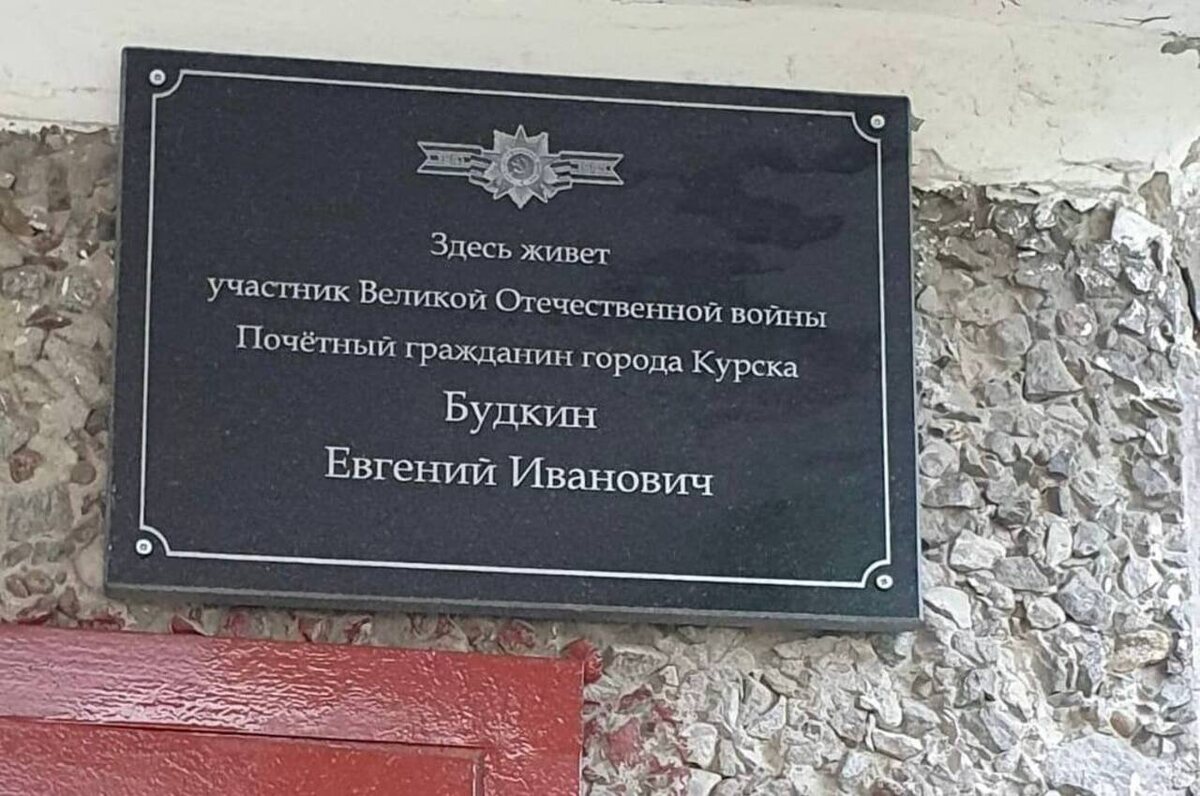 Здесь живет
участник Великой Отечественной войны
Почётный гражданин города Курска
Будкин
Евгений Иванович